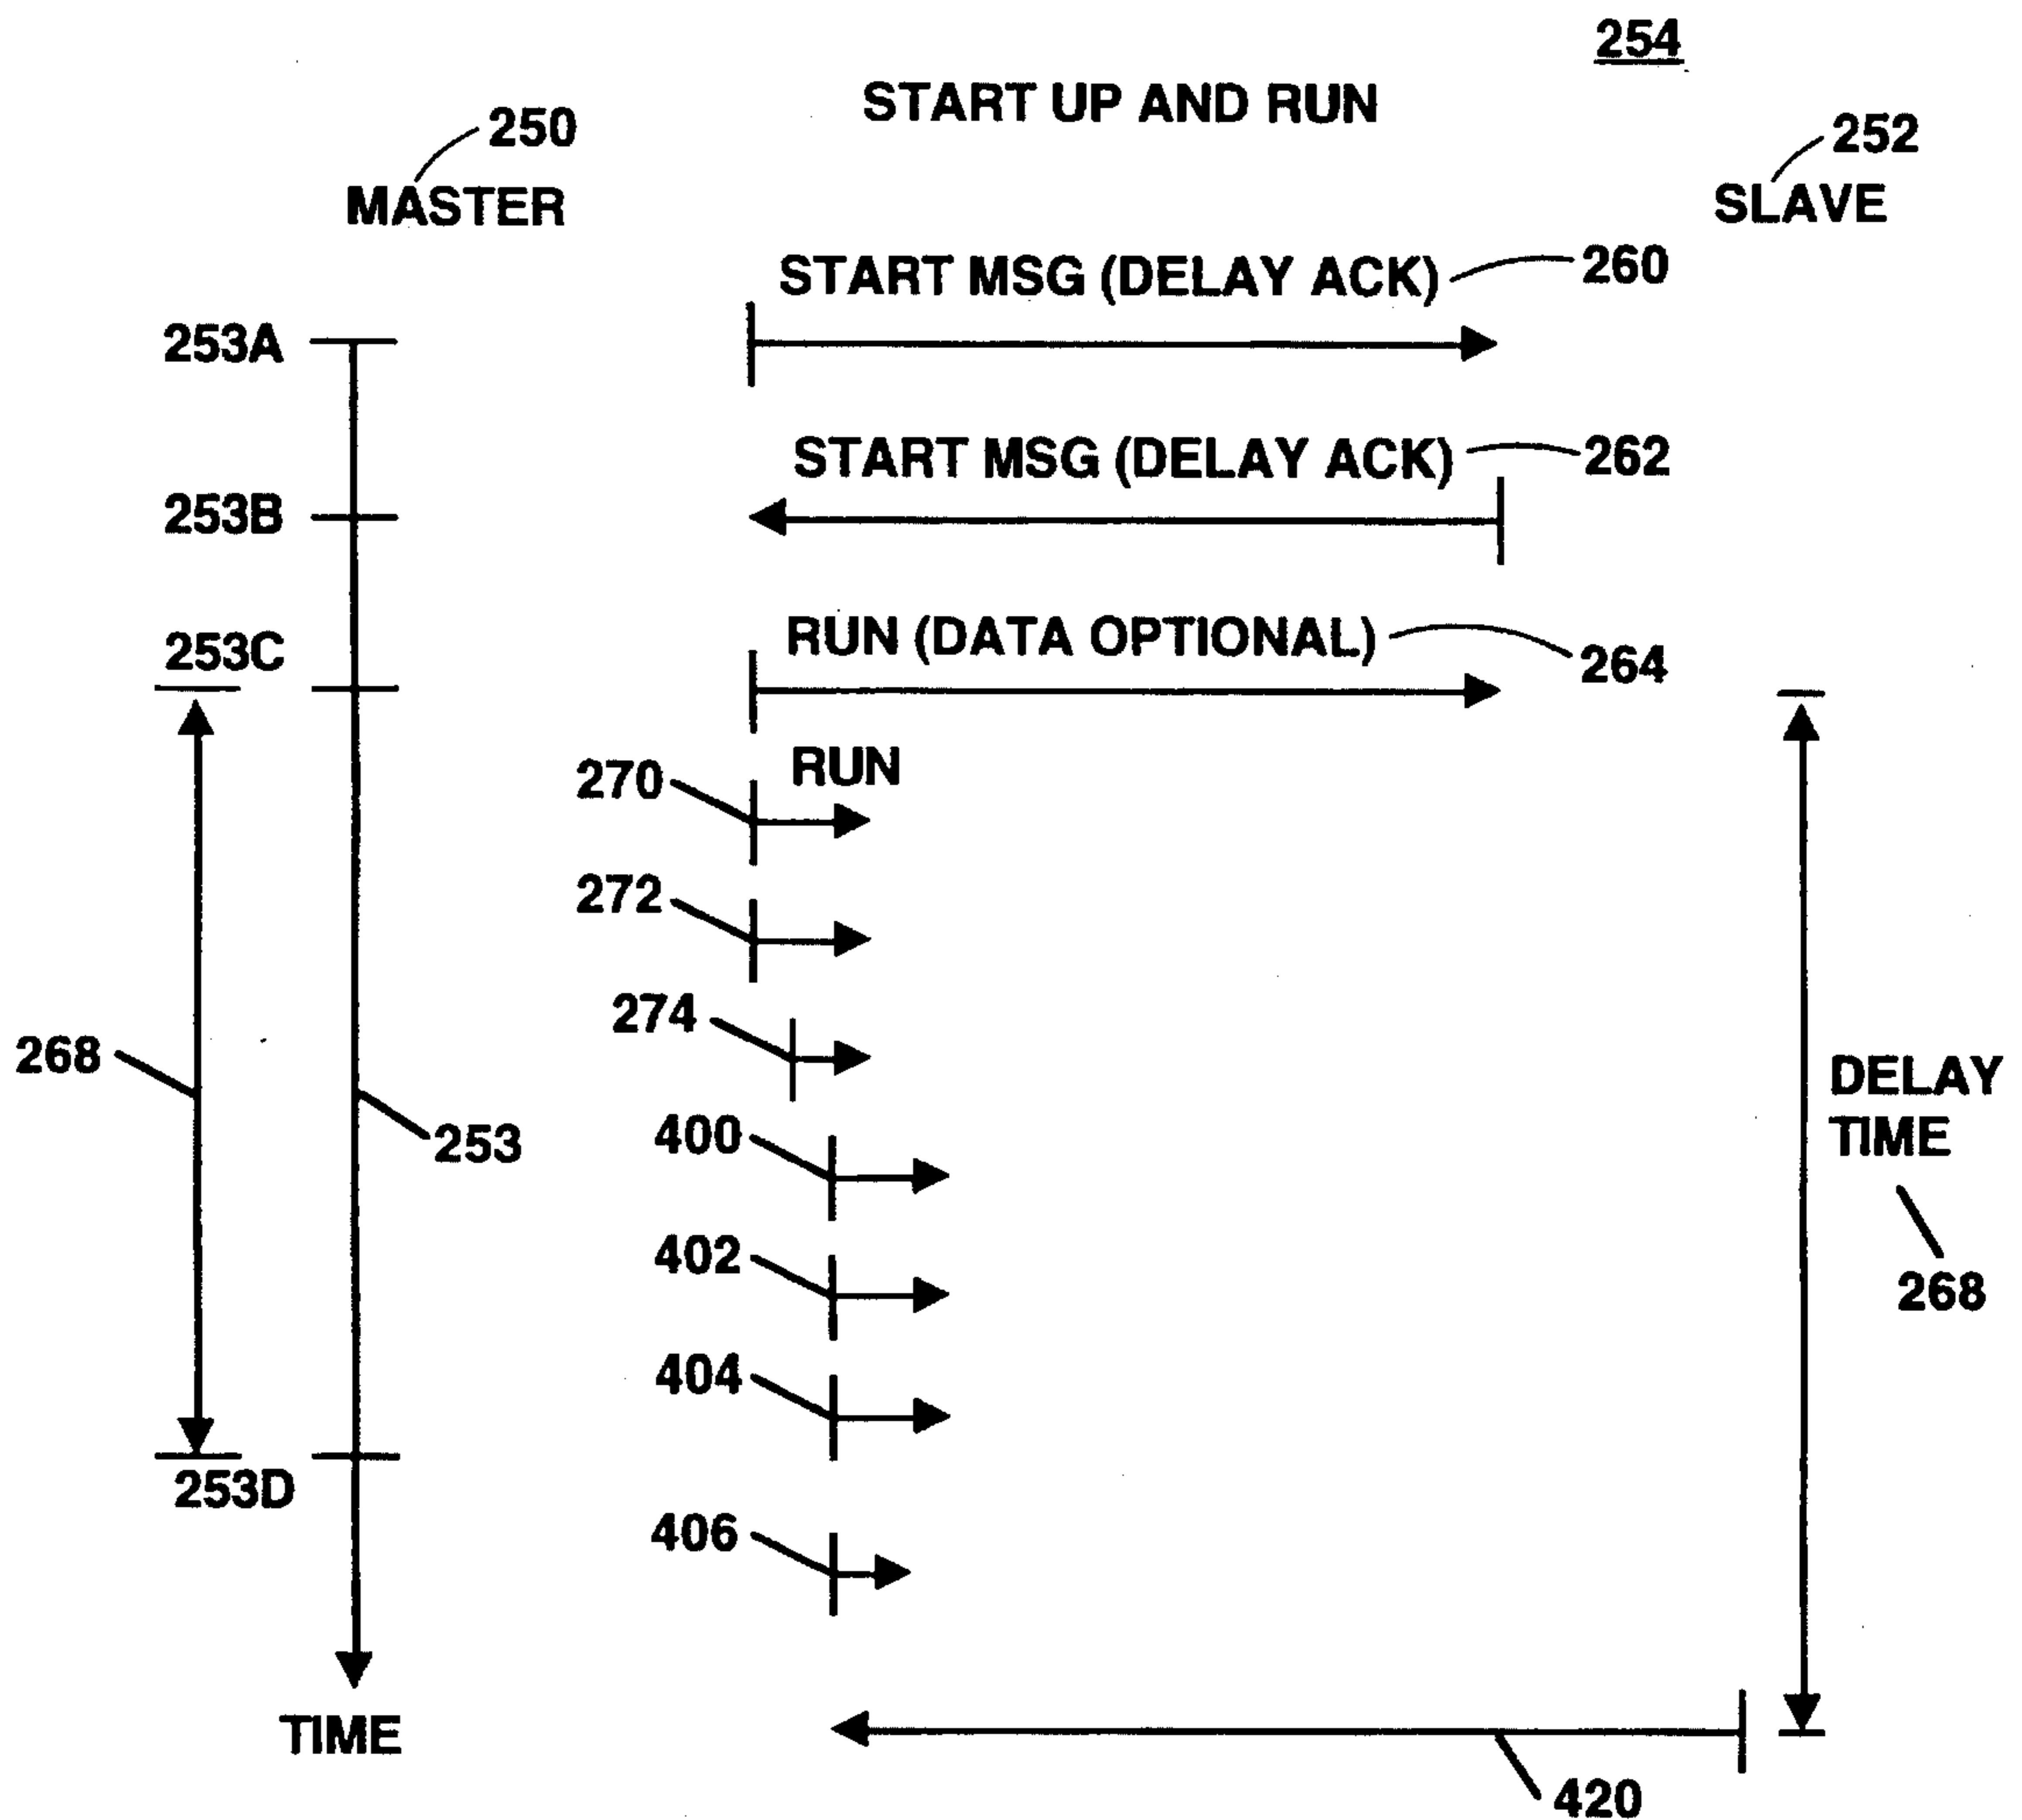 254
START UP AND RUN
250
252
MASTER
SLAVE
START MSG (DELAY ACK)
260
253A
START MSG (DELAY ACK)
262
253B
RUN (DATA OPTIONAL)
264
253C
RUN
270
272
274
268
DELAY
TIME
253
400
402
268
404
253D
406
TIME
420